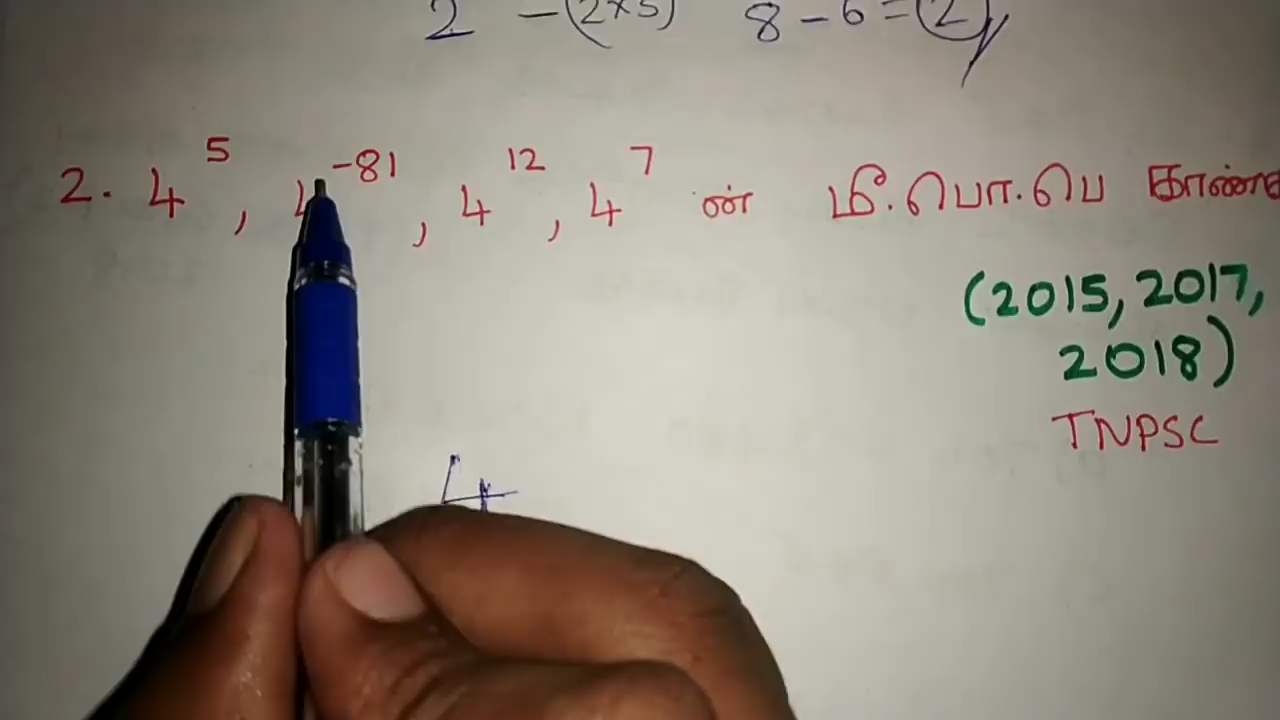 2 - (2×5) 8 - 6 = 2
2. 4^5, 4^-81, 4^12, 4^7 ன் மீ.பொ.பெ காண்க
(2015, 2017,
2018)
TNPSC
4